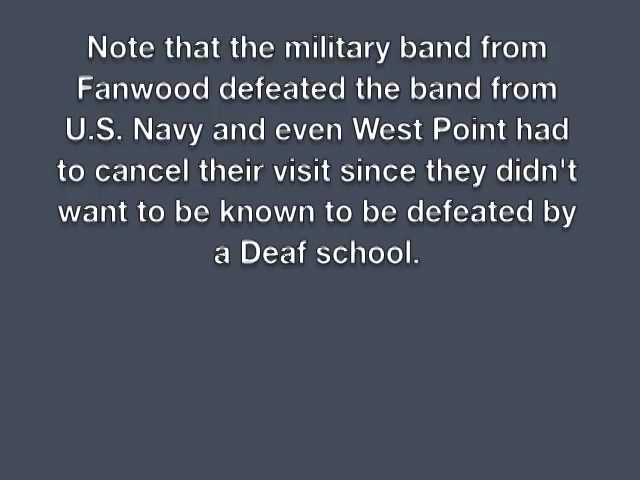 Note that the military band from
Fanwood defeated the band from
U.S. Navy and even West Point had
to cancel their visit since they didn't
want to be known to be defeated by
a Deaf school.